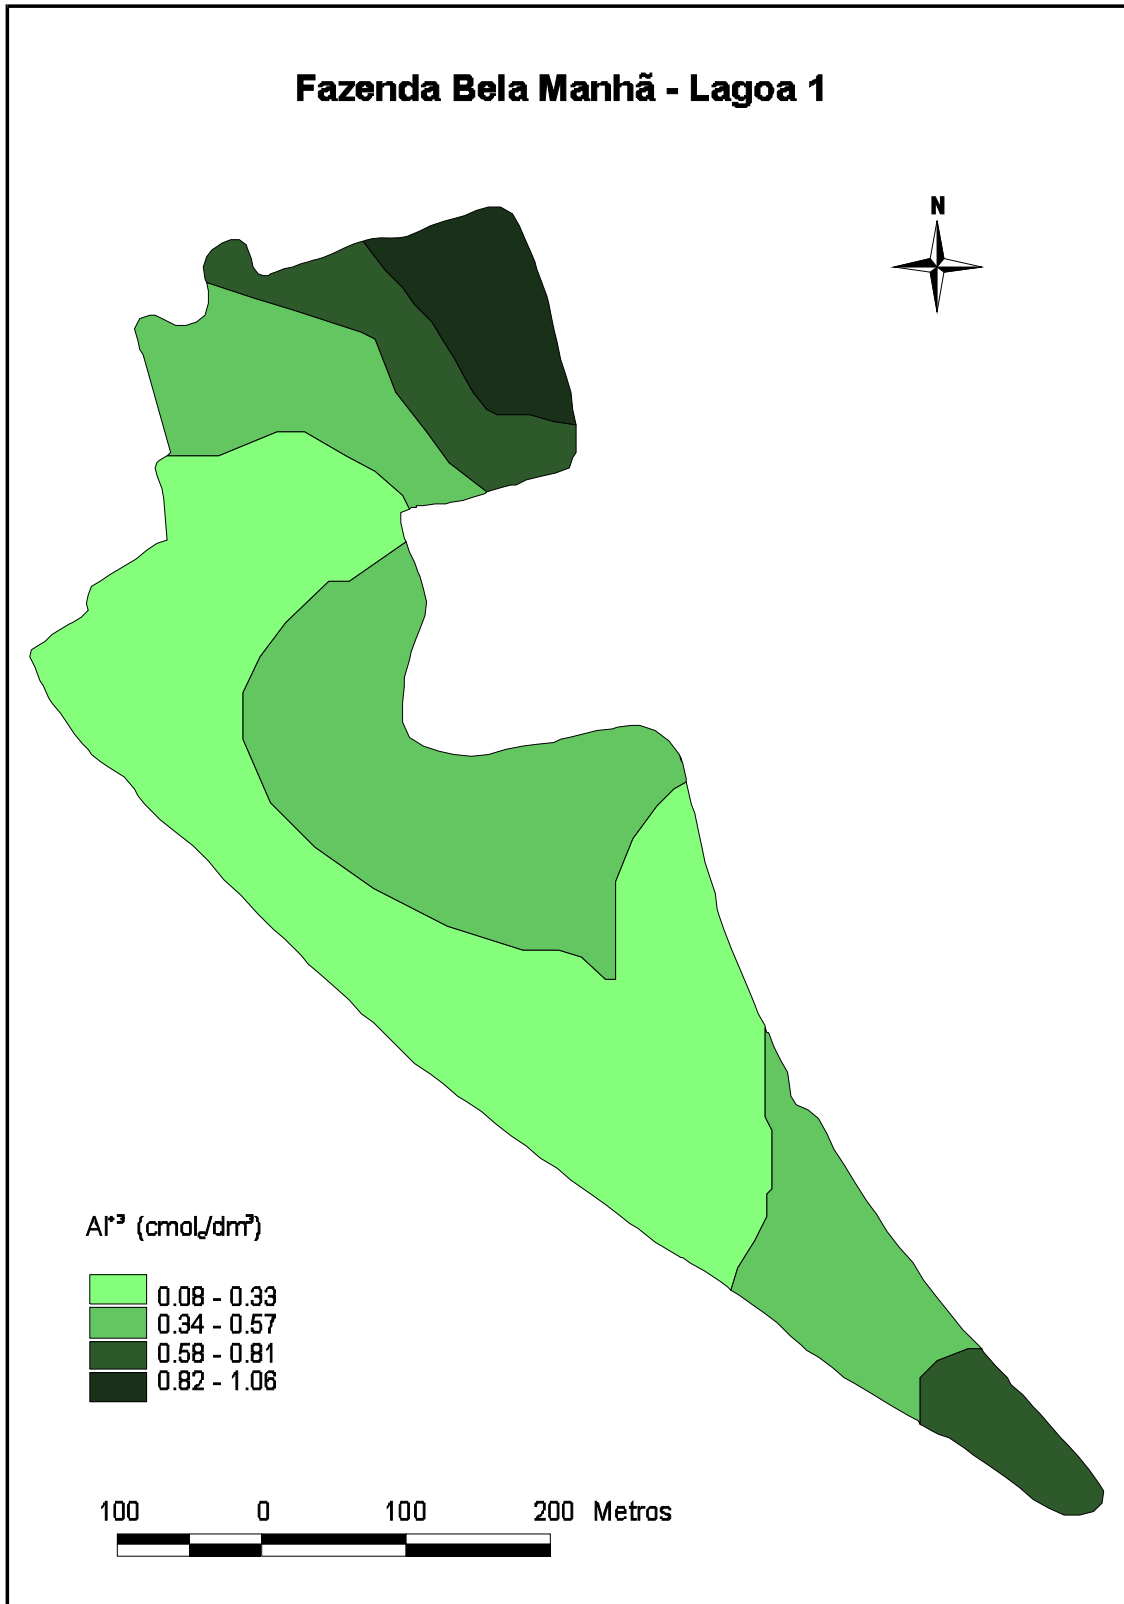 Fazenda Bela Manhã - Lagoa 1
N
Al⁺³ (cmolc/dm³)
0.08 - 0.33
0.34 - 0.57
0.58 - 0.81
0.82 - 1.06
100 0 100 200 Metros